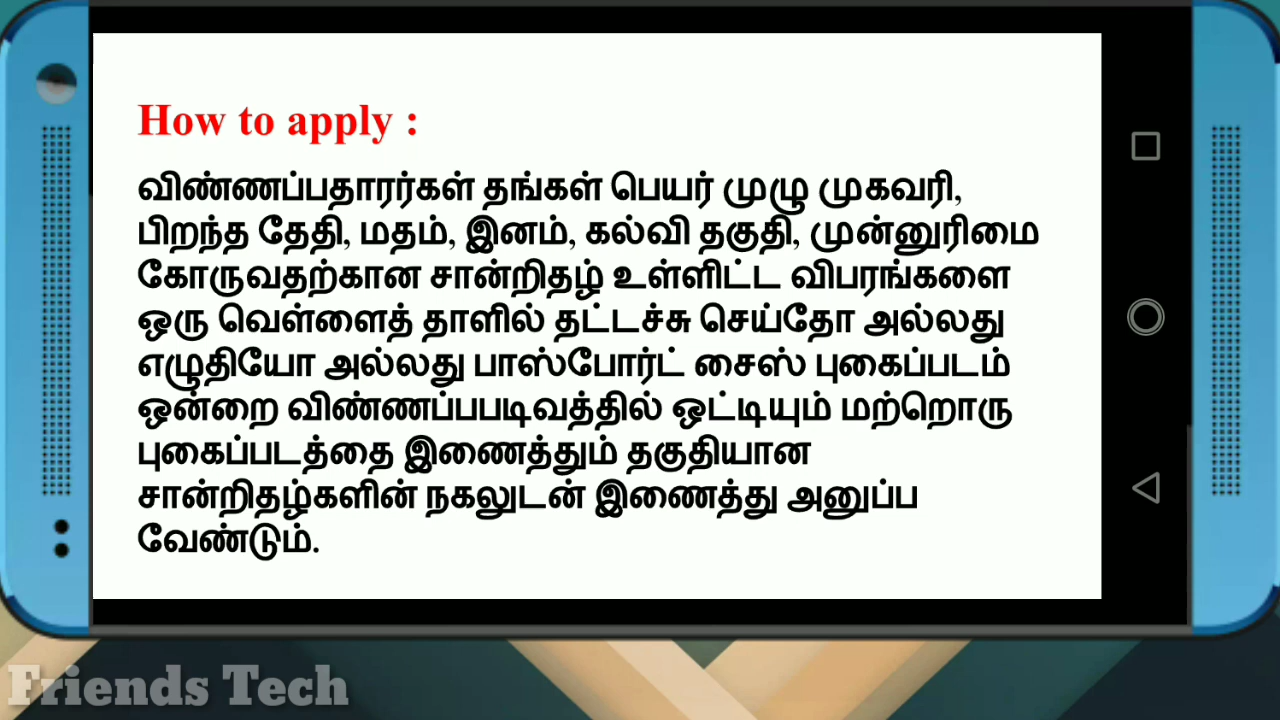 How to apply :
விண்ணப்பதாரர்கள் தங்கள் பெயர் முழு முகவரி,
பிறந்த தேதி, மதம், இனம், கல்வி தகுதி, முன்னுரிமை
கோருவதற்கான சான்றிதழ் உள்ளிட்ட விபரங்களை
ஒரு வெள்ளைத் தாளில் தட்டச்சு செய்தோ அல்லது
எழுதியோ அல்லது பாஸ்போர்ட் சைஸ் புகைப்படம்
ஒன்றை விண்ணப்பபடிவத்தில் ஒட்டியும் மற்றொரு
புகைப்படத்தை இணைத்தும் தகுதியான
சான்றிதழ்களின் நகலுடன் இணைத்து அனுப்ப
வேண்டும்.
Friends Tech